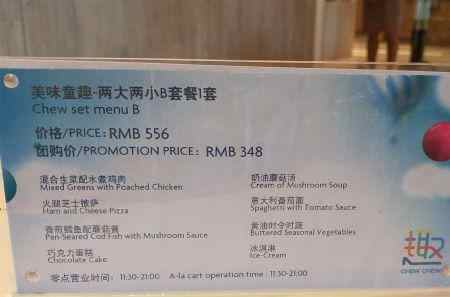 美味童趣-两大两小B套餐1套
Chew set menu B
价格/PRICE: RMB 556
团购价/PROMOTION PRICE: RMB 348
混合生菜配水煮鸡肉
Mixed Greens with Poached Chicken
奶油蘑菇汤
Cream of Mushroom Soup
火腿芝士披萨
Ham and Cheese Pizza
意大利番茄面
Spaghetti with Tomato Sauce
香煎鳕鱼配蘑菇酱
Pan-Seared Cod Fish with Mushroom Sauce
黄油时令时蔬
Buttered Seasonal Vegetables
巧克力蛋糕
Chocolate Cake
冰淇淋
Ice-Cream
零点营业时间: 11:30-21:00 A-la cart operation time : 11:30-21:00
趣
CHEW CHEW